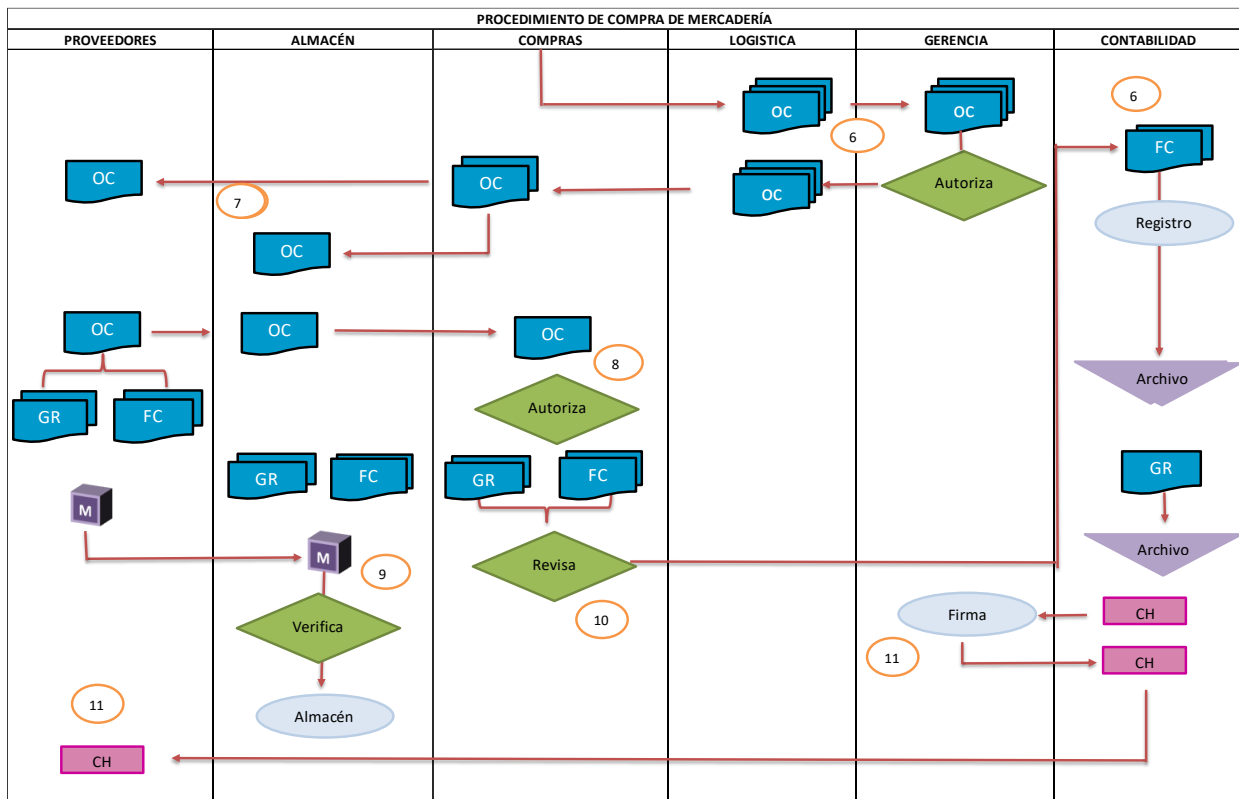 PROCEDIMIENTO DE COMPRA DE MERCADERÍA
PROVEEDORES ALMACÉN COMPRAS LOGISTICA GERENCIA CONTABILIDAD
OC OC 6
6 FC
OC OC OC Autoriza
7 Registro
OC
OC OC OC
8
Archivo
GR FC Autoriza
GR FC GR FC GR
M
M Revisa Archivo
9
Verifica 10 Firma CH
11 CH
11 Almacén
CH